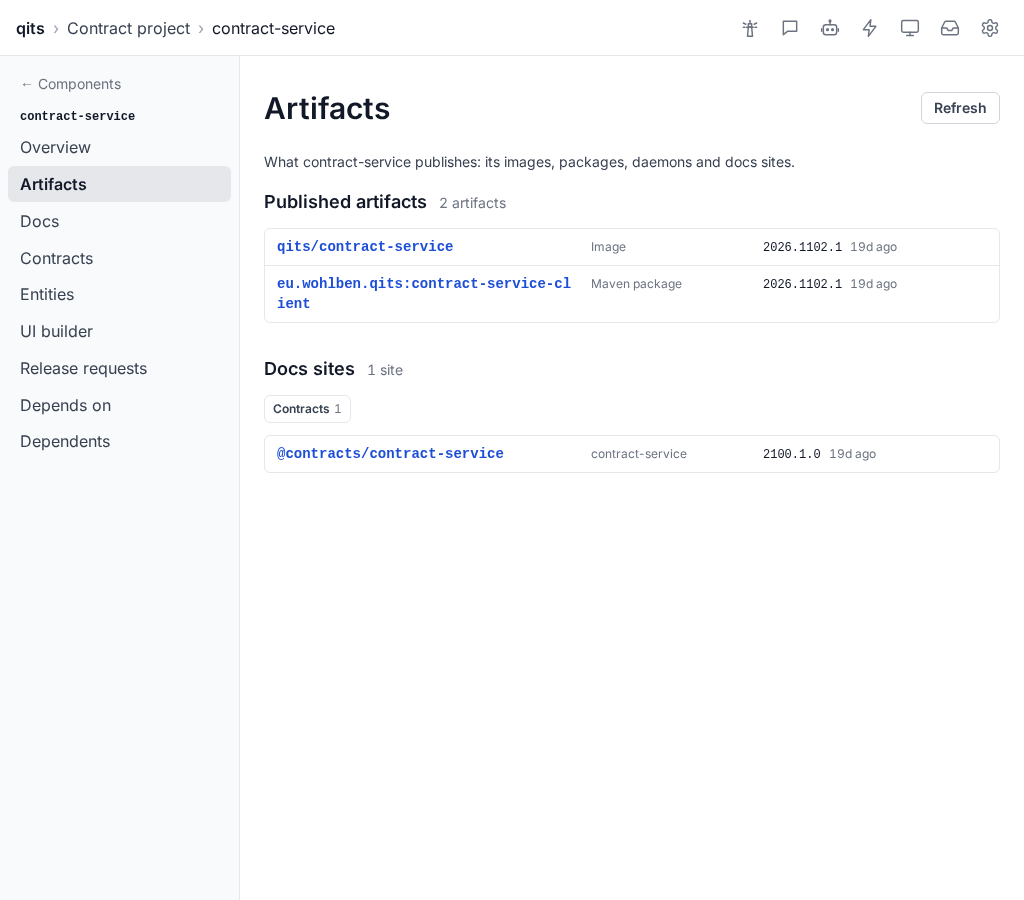 qits › Contract project › contract-service
← Components
contract-service
Overview
Artifacts
Docs
Contracts
Entities
UI builder
Release requests
Depends on
Dependents
Artifacts
Refresh
What contract-service publishes: its images, packages, daemons and docs sites.
Published artifacts 2 artifacts
qits/contract-service Image 2026.1102.1 19d ago
eu.wohlben.qits:contract-service-cl Maven package 2026.1102.1 19d ago
ient
Docs sites 1 site
Contracts 1
@contracts/contract-service contract-service 2100.1.0 19d ago